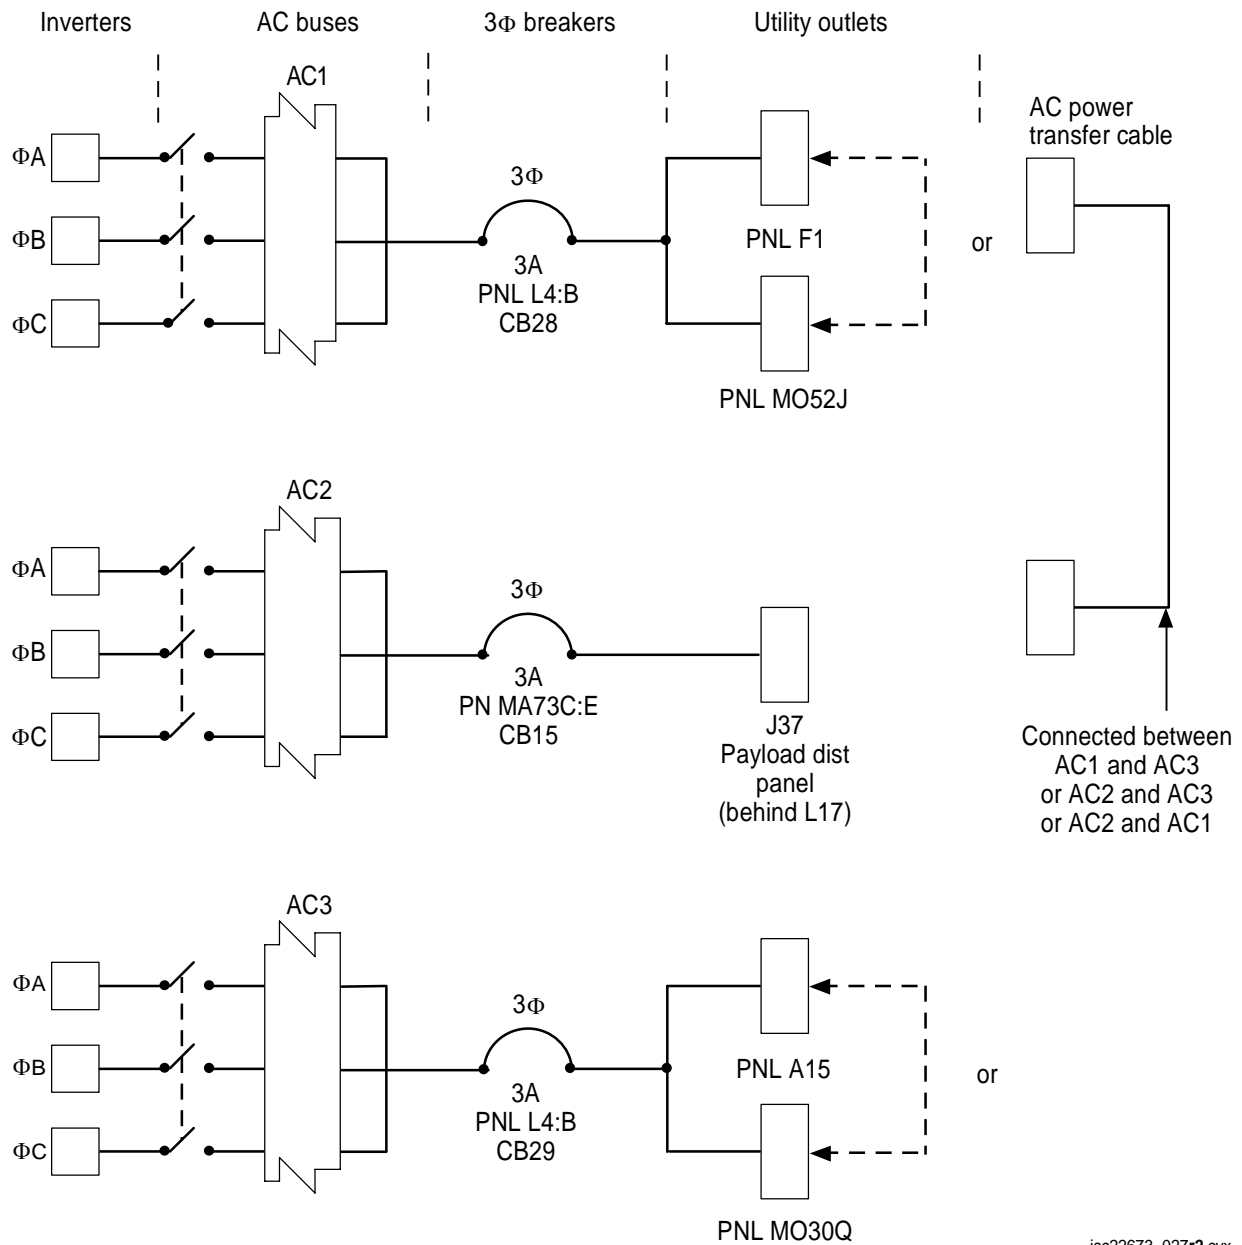 Inverters
AC buses
3Φ breakers
Utility outlets
AC1
ΦA
ΦB
ΦC
3Φ
3A
PNL L4:B
CB28
PNL F1
PNL MO52J
or
AC power
transfer cable
AC2
ΦA
ΦB
ΦC
3Φ
3A
PN MA73C:E
CB15
J37
Payload dist
panel
(behind L17)
Connected between
AC1 and AC3
or AC2 and AC3
or AC2 and AC1
AC3
ΦA
ΦB
ΦC
3Φ
3A
PNL L4:B
CB29
PNL A15
PNL MO30Q
or